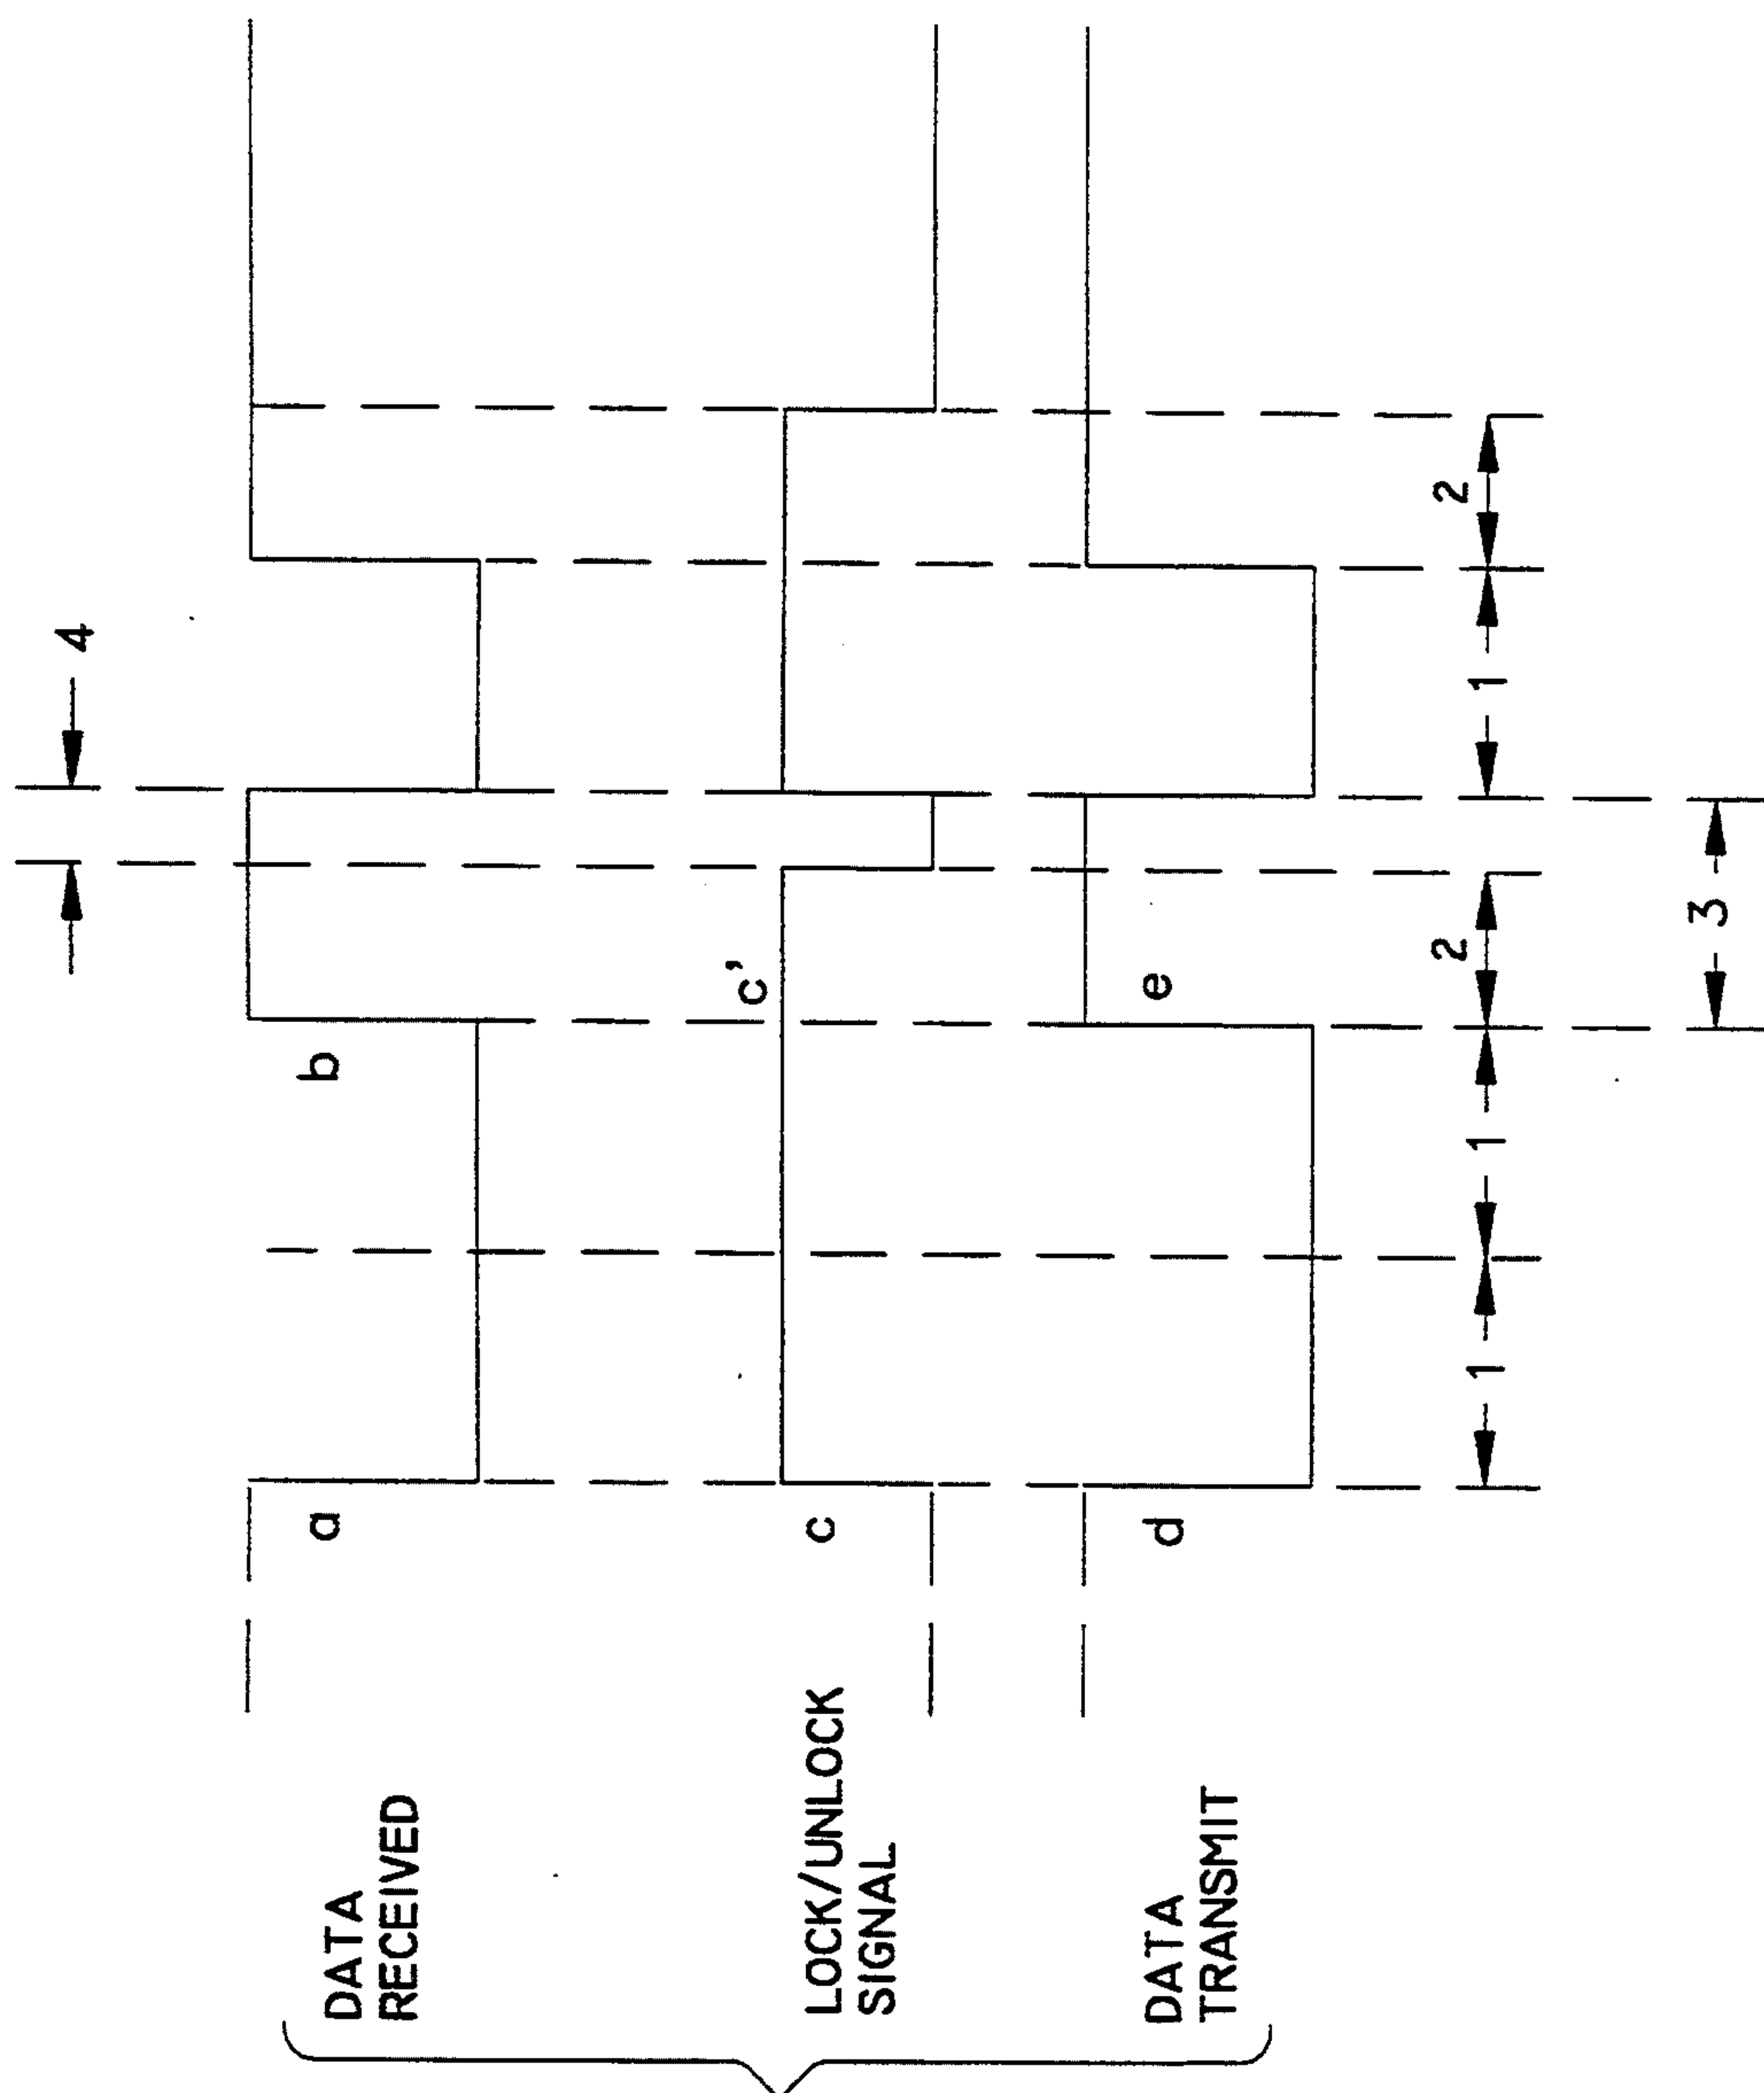 4
DATA
RECEIVED
a
b
LOCK/UNLOCK
SIGNAL
c
c'
DATA
TRANSMIT
d
e
1 1 2 1 2
3